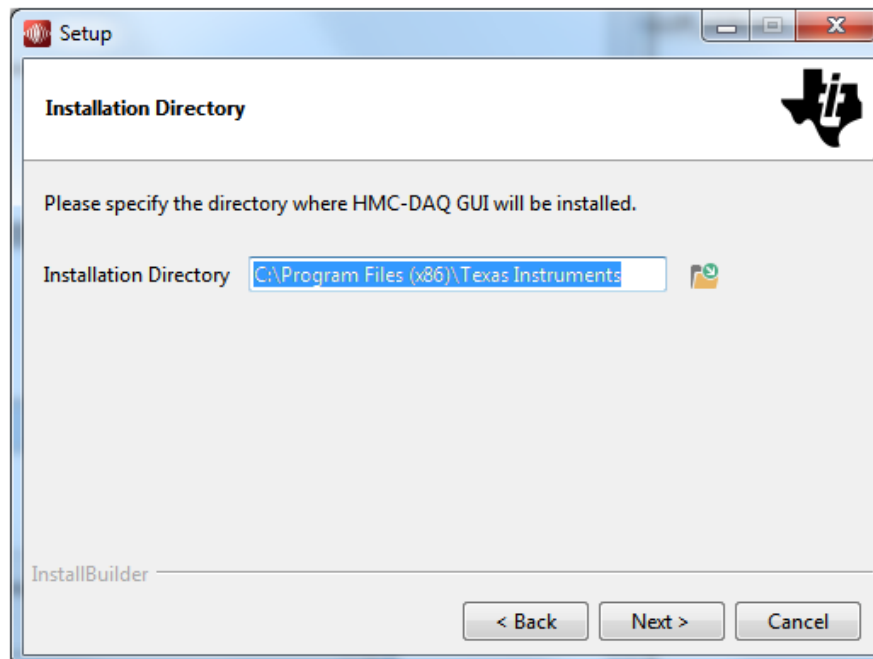 Setup
Installation Directory
Please specify the directory where HMC-DAQ GUI will be installed.
Installation Directory C:\Program Files (x86)\Texas Instruments
InstallBuilder
< Back Next > Cancel